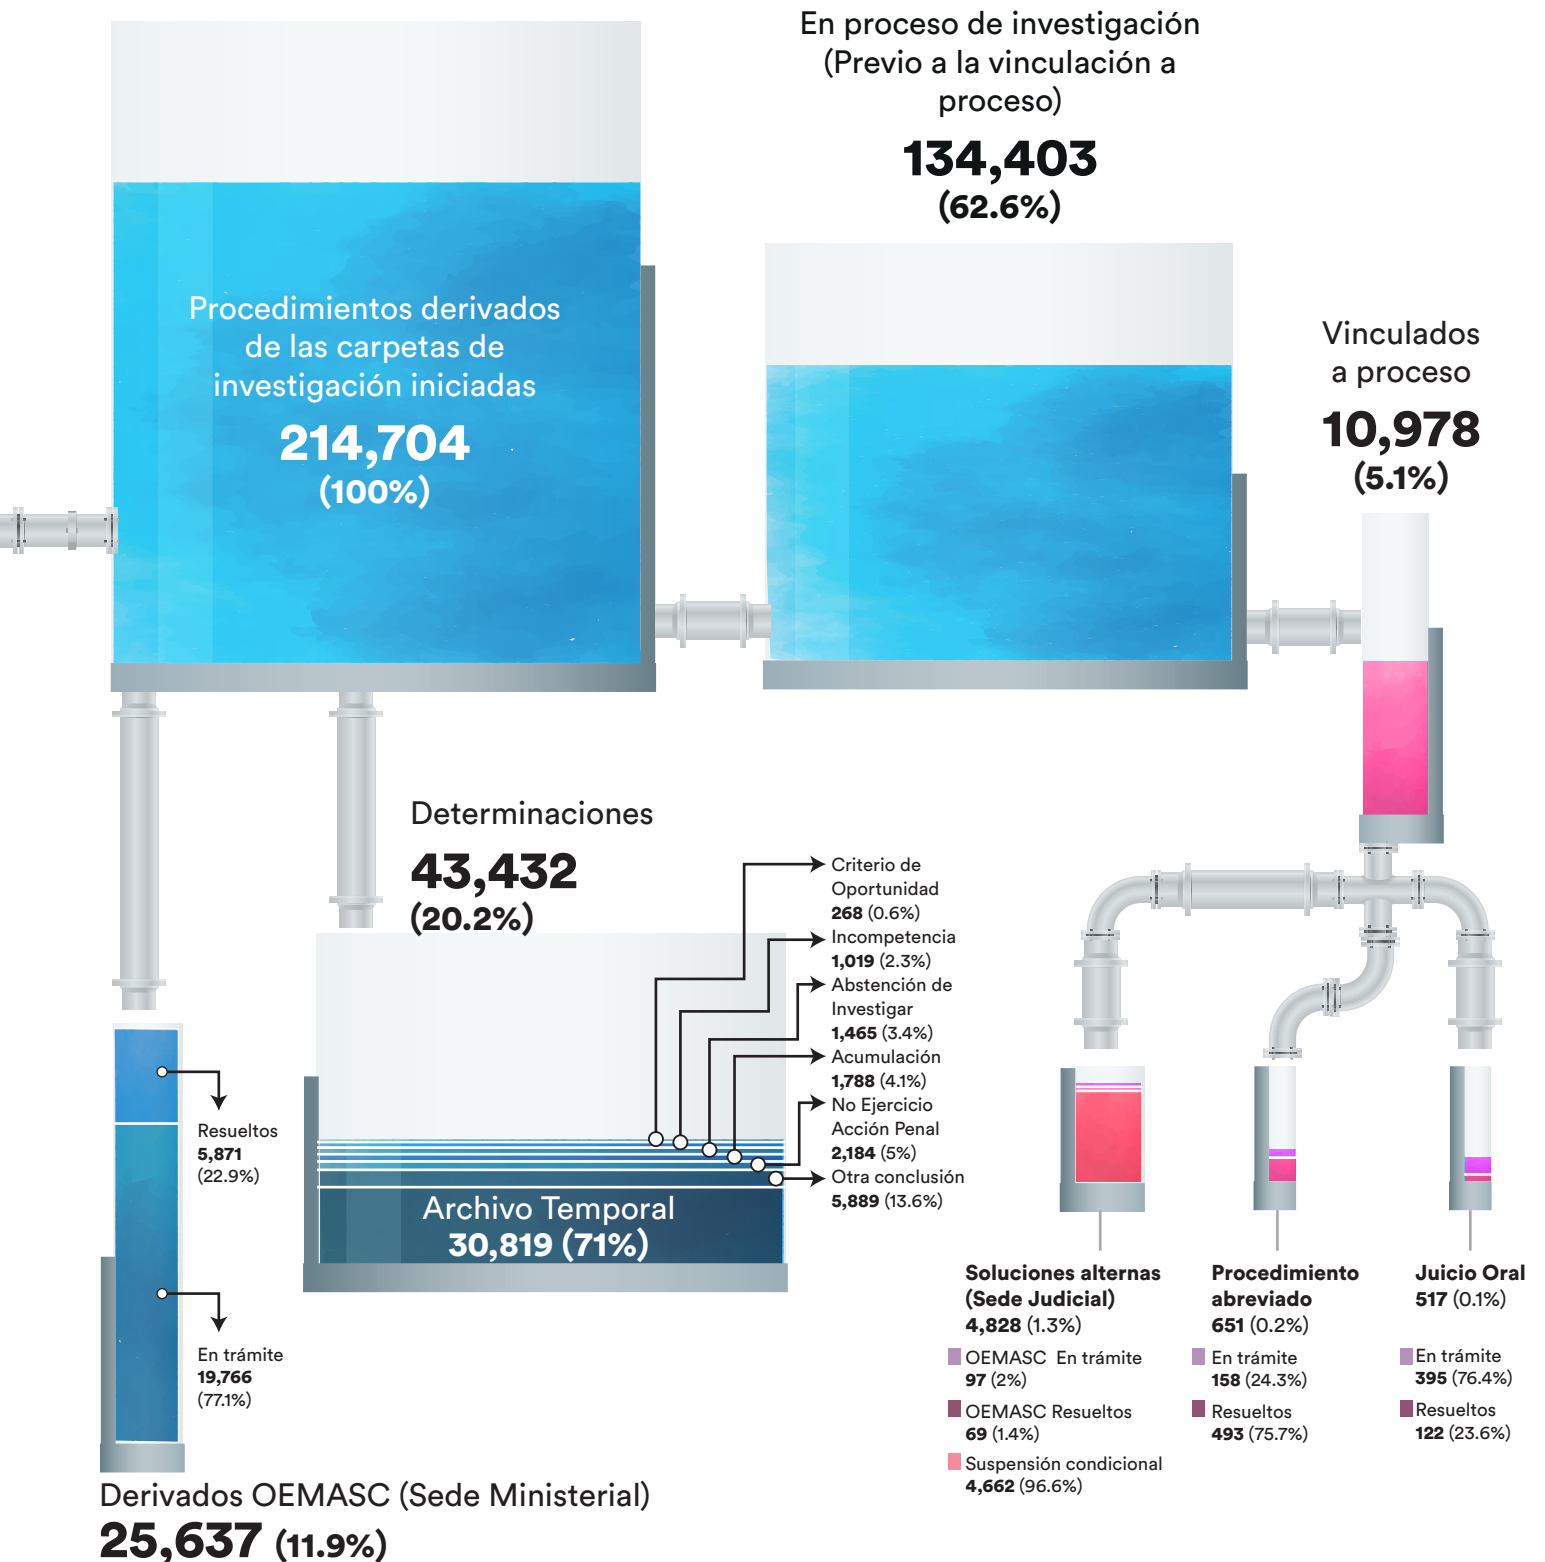 En proceso de investigación
(Previo a la vinculación a
proceso)
134,403
(62.6%)
Procedimientos derivados
de las carpetas de
investigación iniciadas
214,704
(100%)
Vinculados
a proceso
10,978
(5.1%)
Determinaciones
43,432
(20.2%)
Criterio de
Oportunidad
268 (0.6%)
Incompetencia
1,019 (2.3%)
Abstención de
Investigar
1,465 (3.4%)
Acumulación
1,788 (4.1%)
No Ejercicio
Acción Penal
2,184 (5%)
Otra conclusión
5,889 (13.6%)
Archivo Temporal
30,819 (71%)
Resueltos
5,871
(22.9%)
En trámite
19,766
(77.1%)
Derivados OEMASC (Sede Ministerial)
25,637 (11.9%)
Soluciones alternas
(Sede Judicial)
4,828 (1.3%)
OEMASC En trámite
97 (2%)
OEMASC Resueltos
69 (1.4%)
Suspensión condicional
4,662 (96.6%)
Procedimiento
abreviado
651 (0.2%)
En trámite
158 (24.3%)
Resueltos
493 (75.7%)
Juicio Oral
517 (0.1%)
En trámite
395 (76.4%)
Resueltos
122 (23.6%)